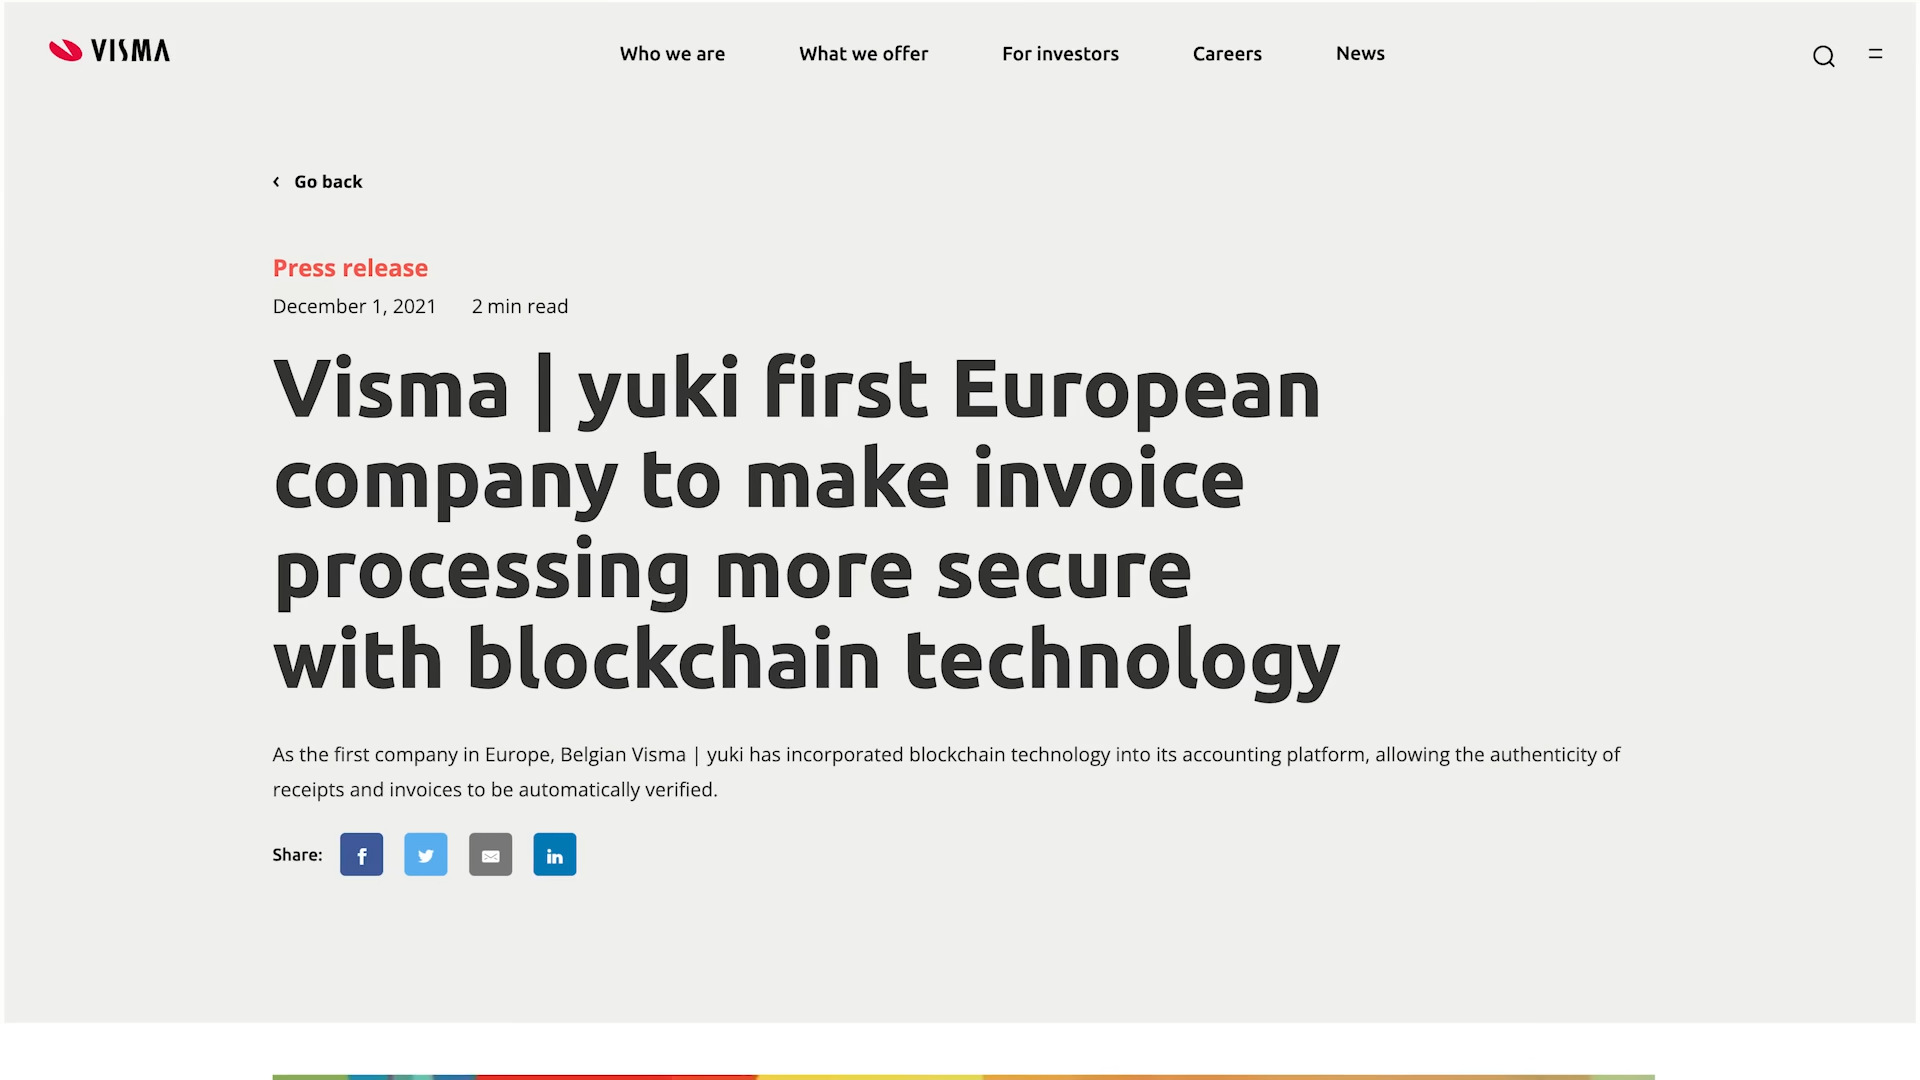 VISMA
Who we are
What we offer
For investors
Careers
News
Go back
Press release
December 1, 2021
2 min read
Visma | yuki first European
company to make invoice
processing more secure
with blockchain technology
As the first company in Europe, Belgian Visma | yuki has incorporated blockchain technology into its accounting platform, allowing the authenticity of
receipts and invoices to be automatically verified.
Share: